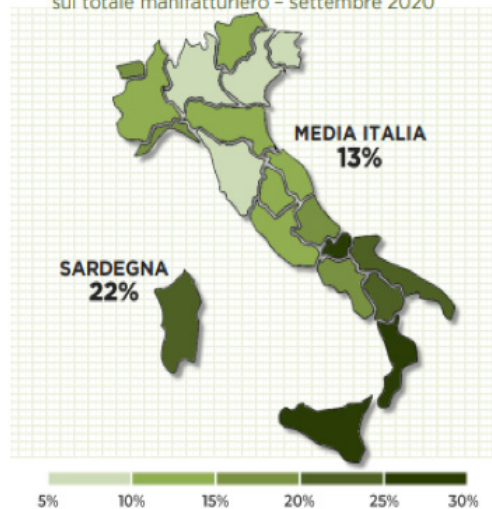 sul totale manifatturiero – settembre 2020
MEDIA ITALIA
13%
SARDEGNA
22%
5% 10% 15% 20% 25% 30%